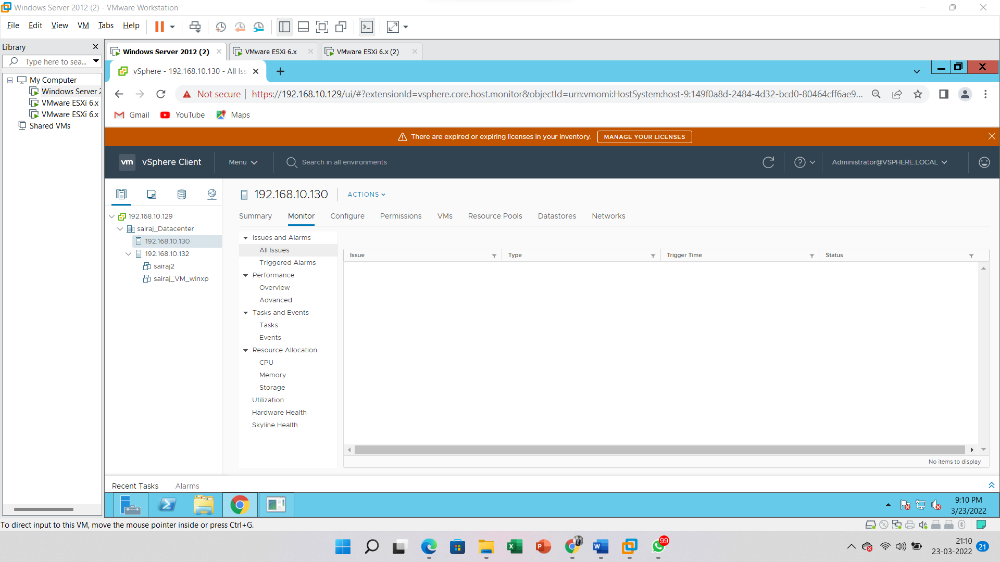 Windows Server 2012 (2) - VMware Workstation
File Edit View VM Tabs Help
Library
Type here to sea...
My Computer
Windows Server 2
VMware ESXi 6.x
VMware ESXi 6.x
Shared VMs
Windows Server 2012 (2)
VMware ESXi 6.x
VMware ESXi 6.x (2)
vSphere - 192.168.10.130 - All Iss
Not secure | https://192.168.10.129/ui/#?extensionId=vsphere.core.host.monitor&objectId=urn:vmomi:HostSystem:host-9:149f0a8d-2484-4d32-bcd0-80464cff6ae9...
Gmail YouTube Maps
There are expired or expiring licenses in your inventory. MANAGE YOUR LICENSES
vm vSphere Client Menu Search in all environments Administrator@VSPHERE.LOCAL
192.168.10.129
sairaj_Datacenter
192.168.10.130
192.168.10.132
sairaj2
sairaj_VM_winxp
192.168.10.130 ACTIONS
Summary Monitor Configure Permissions VMs Resource Pools Datastores Networks
Issues and Alarms
All Issues
Triggered Alarms
Performance
Overview
Advanced
Tasks and Events
Tasks
Events
Resource Allocation
CPU
Memory
Storage
Utilization
Hardware Health
Skyline Health
Issue Type Trigger Time Status
No items to display
Recent Tasks Alarms
9:10 PM
3/23/2022
To direct input to this VM, move the mouse pointer inside or press Ctrl+G.
99
21:10
23-03-2022
21